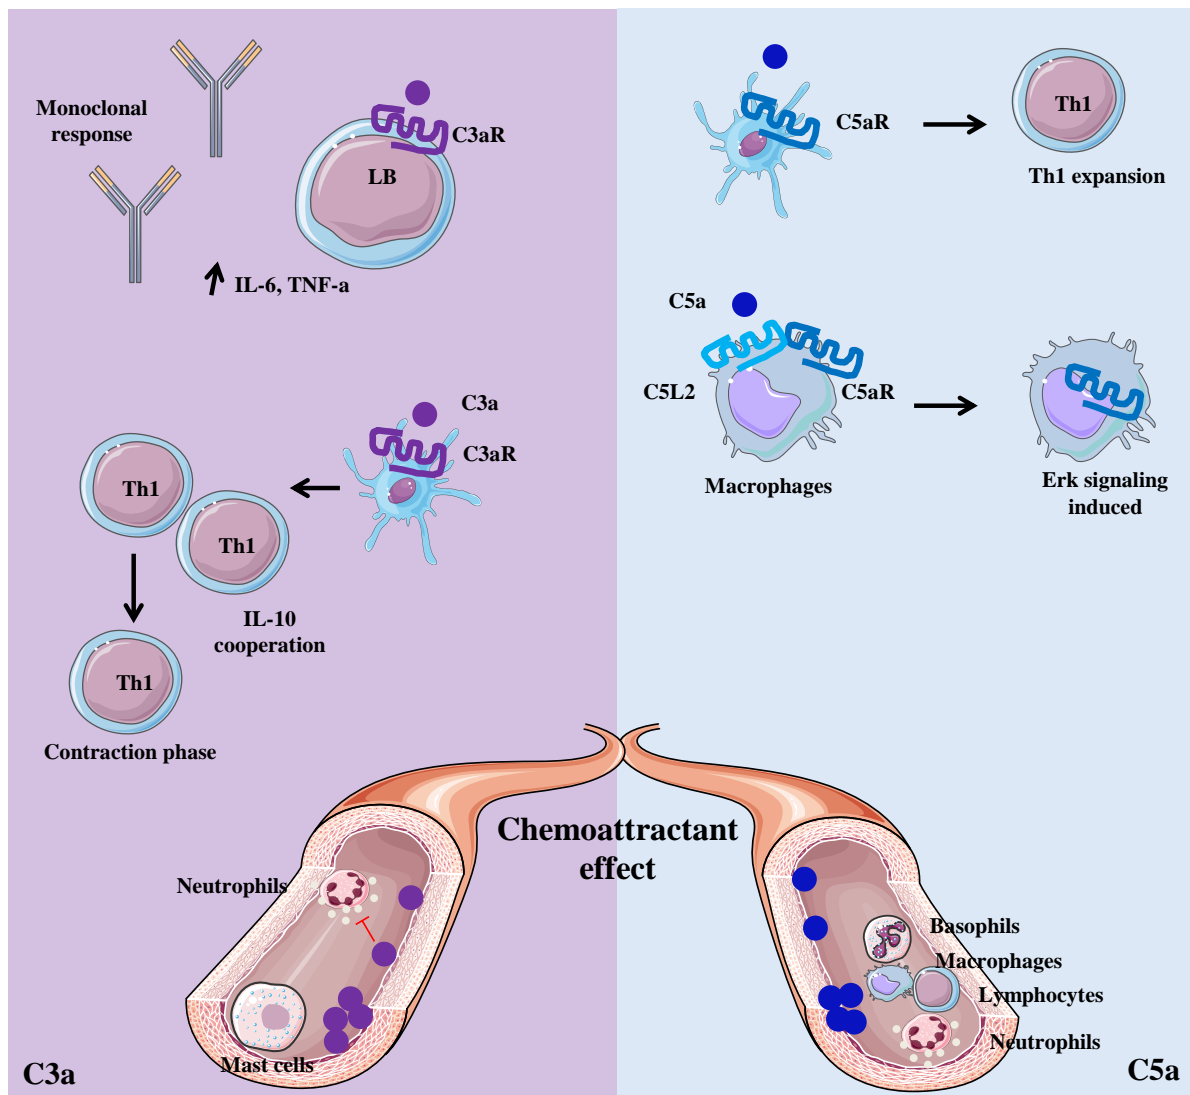 Monoclonal
response
C3aR
LB
IL-6, TNF-a
C3a
C3aR
Th1
Th1
IL-10
cooperation
Th1
Contraction phase
C5aR
Th1
Th1 expansion
C5a
C5L2
C5aR
Macrophages
Erk signaling
induced
Chemoattractant
effect
Neutrophils
Mast cells
C3a
Basophils
Macrophages
Lymphocytes
Neutrophils
C5a